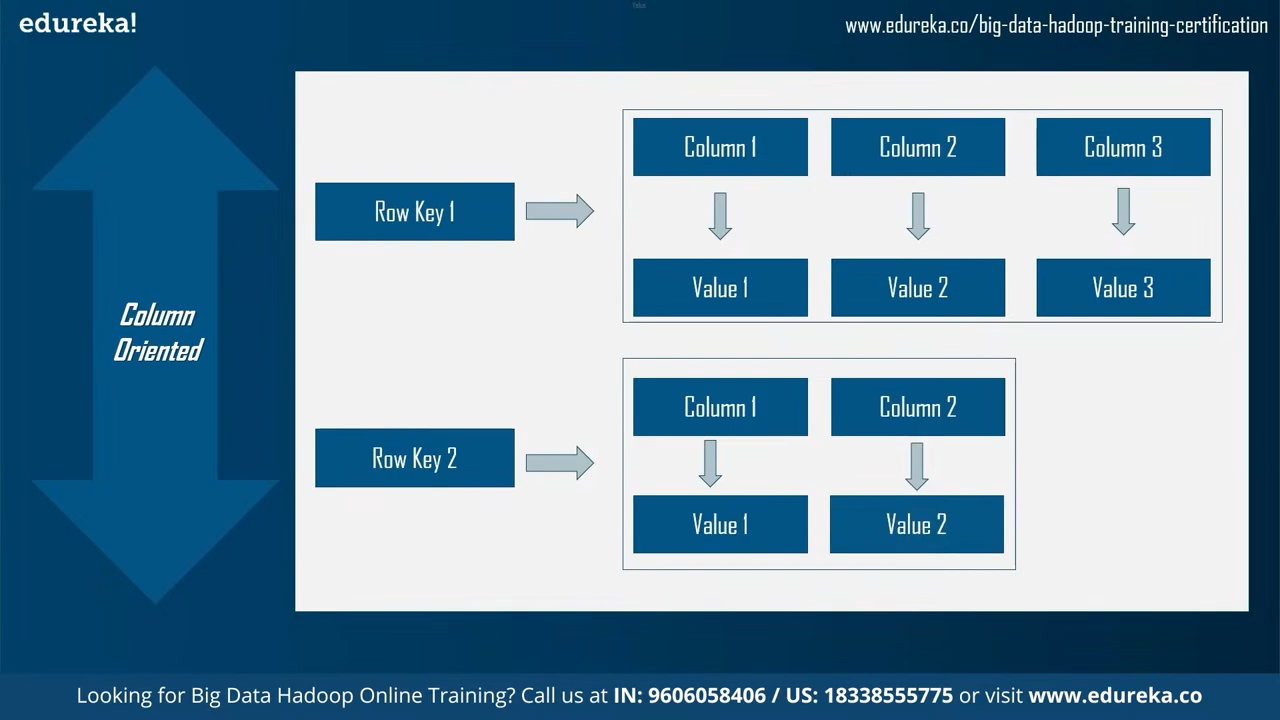 Value
edureka!
www.edureka.co/big-data-hadoop-training-certification
Column 1
Column 2
Column 3
Row Key 1
Value 1
Value 2
Value 3
Column
Oriented
Column 1
Column 2
Row Key 2
Value 1
Value 2
Looking for Big Data Hadoop Online Training? Call us at IN: 9606058406 / US: 18338555775 or visit www.edureka.co